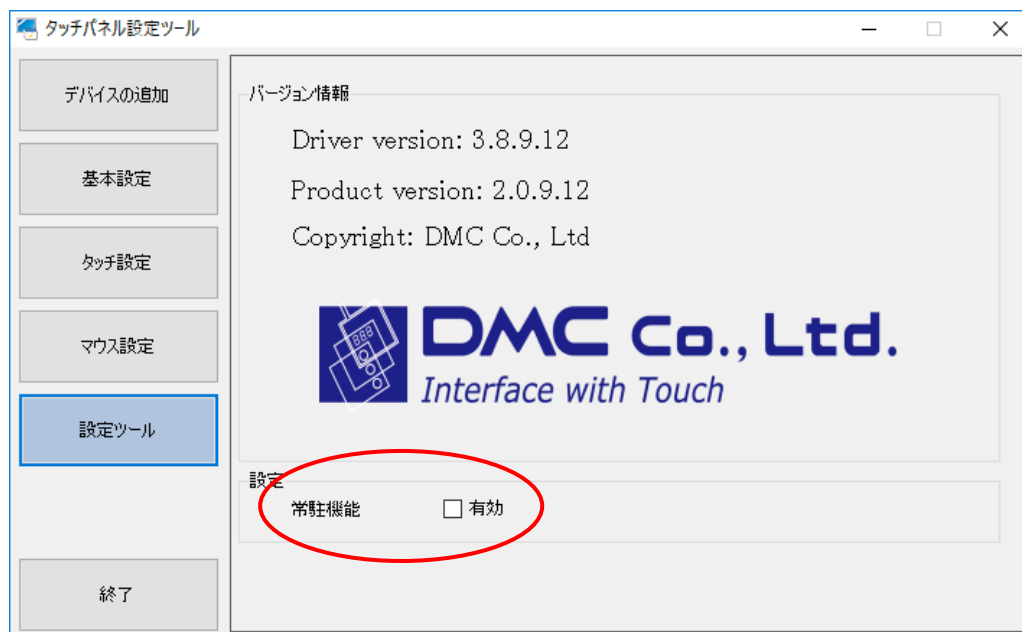 タッチパネル設定ツール
デバイスの追加
基本設定
タッチ設定
マウス設定
設定ツール
終了
バージョン情報
Driver version: 3.8.9.12
Product version: 2.0.9.12
Copyright: DMC Co., Ltd
888
DMC Co., Ltd.
Interface with Touch
設定
常駐機能 有効